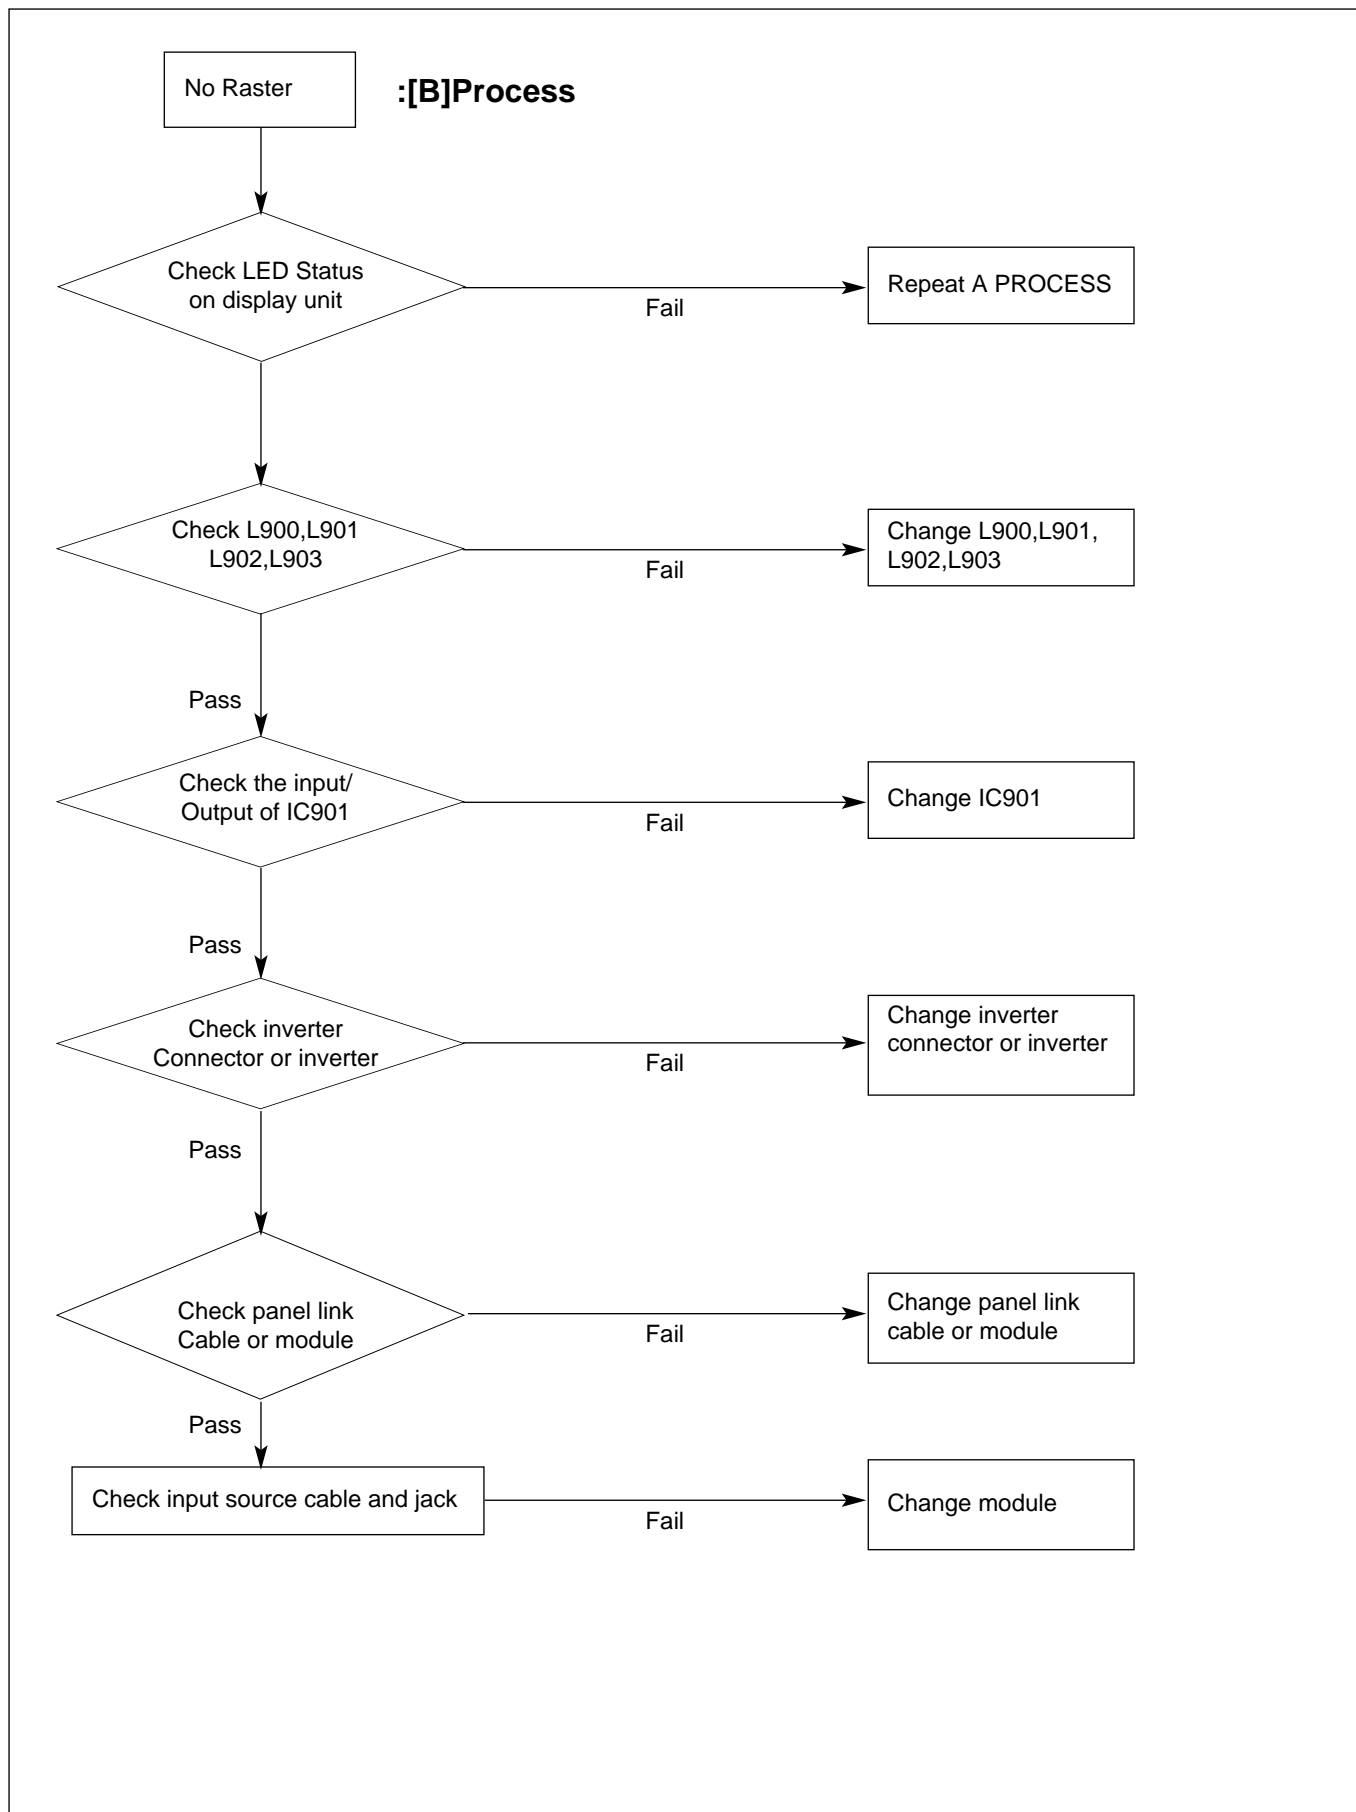 No Raster
:[B]Process
Check LED Status
on display unit
Fail
Repeat A PROCESS
Check L900,L901
L902,L903
Fail
Change L900,L901,
L902,L903
Pass
Check the input/
Output of IC901
Fail
Change IC901
Pass
Check inverter
Connector or inverter
Fail
Change inverter
connector or inverter
Pass
Check panel link
Cable or module
Fail
Change panel link
cable or module
Pass
Check input source cable and jack
Fail
Change module